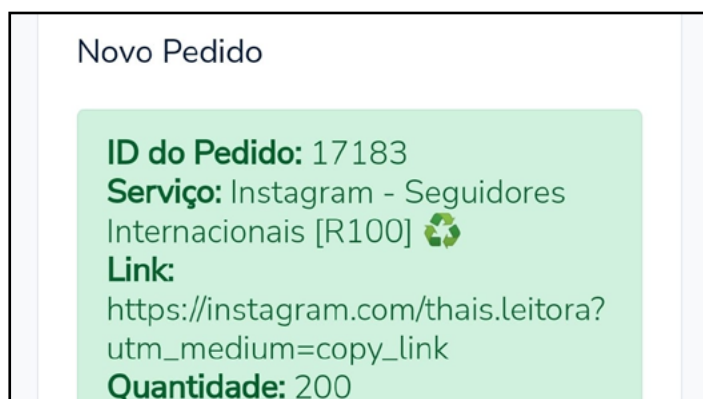 Novo Pedido
ID do Pedido: 17183
Serviço: Instagram - Seguidores
Internacionais [R100] ♻️
Link:
https://instagram.com/thais.leitora?
utm_medium=copy_link
Quantidade: 200